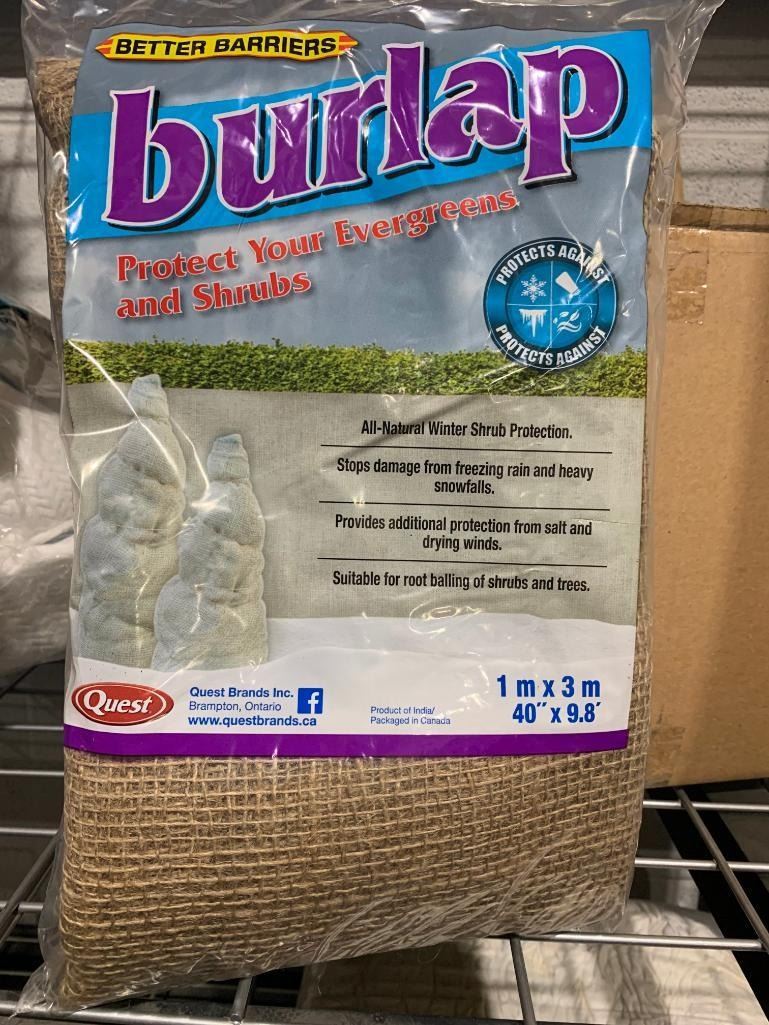 BETTER BARRIERS
burlap
Protect Your Evergreens
and Shrubs
PROTECTS AGAINST
PROTECTS AGAINST
All-Natural Winter Shrub Protection.
Stops damage from freezing rain and heavy
snowfalls.
Provides additional protection from salt and
drying winds.
Suitable for root balling of shrubs and trees.
Quest
Quest Brands Inc.
Brampton, Ontario
www.questbrands.ca
f
Product of India/
Packaged in Canada
1 m x 3 m
40" x 9.8'